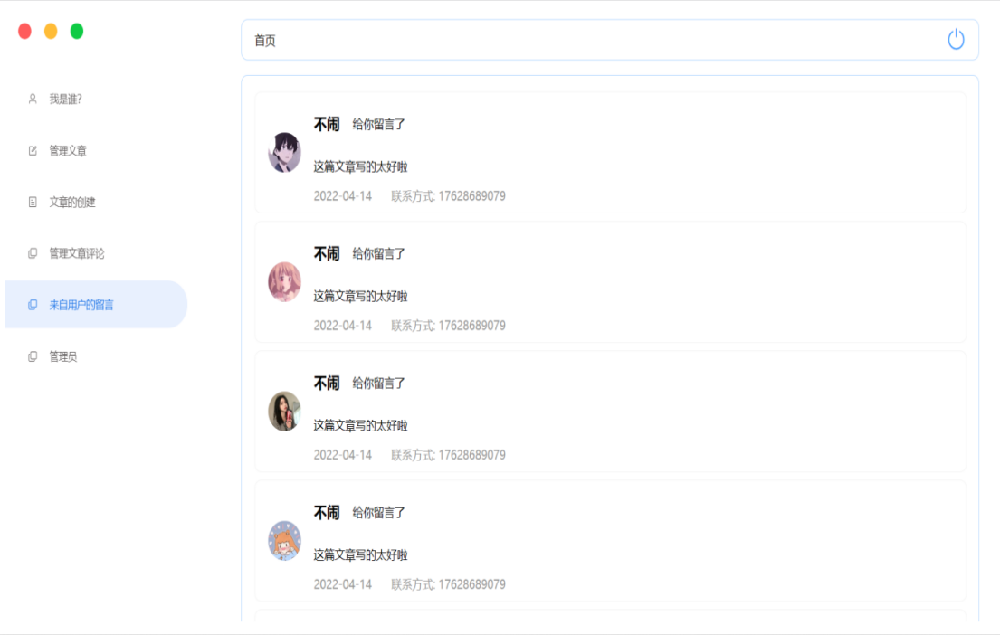 首页
我是谁?
管理文章
文章的创建
管理文章评论
来自用户的留言
管理员
不闹 给你留言了
这篇文章写的太好啦
2022-04-14 联系方式: 17628689079
不闹 给你留言了
这篇文章写的太好啦
2022-04-14 联系方式: 17628689079
不闹 给你留言了
这篇文章写的太好啦
2022-04-14 联系方式: 17628689079
不闹 给你留言了
这篇文章写的太好啦
2022-04-14 联系方式: 17628689079